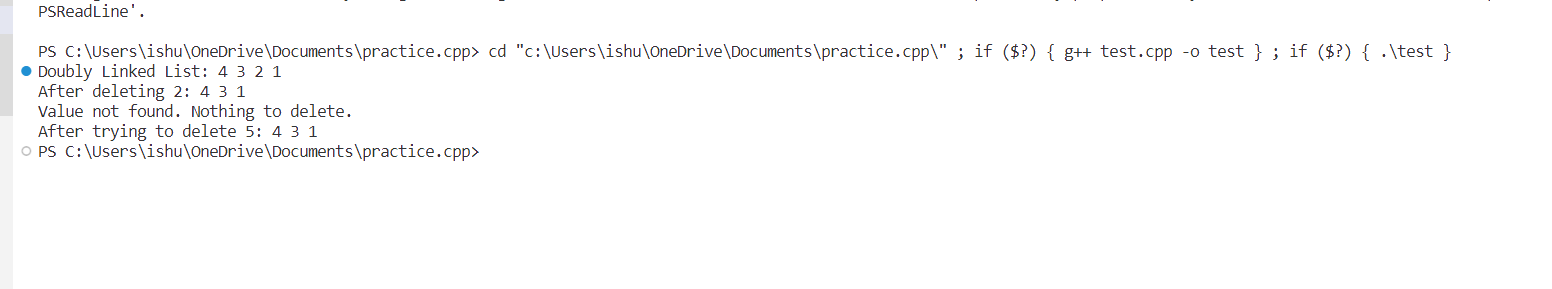 PSReadLine'.
PS C:\Users\ishu\OneDrive\Documents\practice.cpp> cd "c:\Users\ishu\OneDrive\Documents\practice.cpp\" ; if ($?) { g++ test.cpp -o test } ; if ($?) { .\test }
Doubly Linked List: 4 3 2 1
After deleting 2: 4 3 1
Value not found. Nothing to delete.
After trying to delete 5: 4 3 1
PS C:\Users\ishu\OneDrive\Documents\practice.cpp>